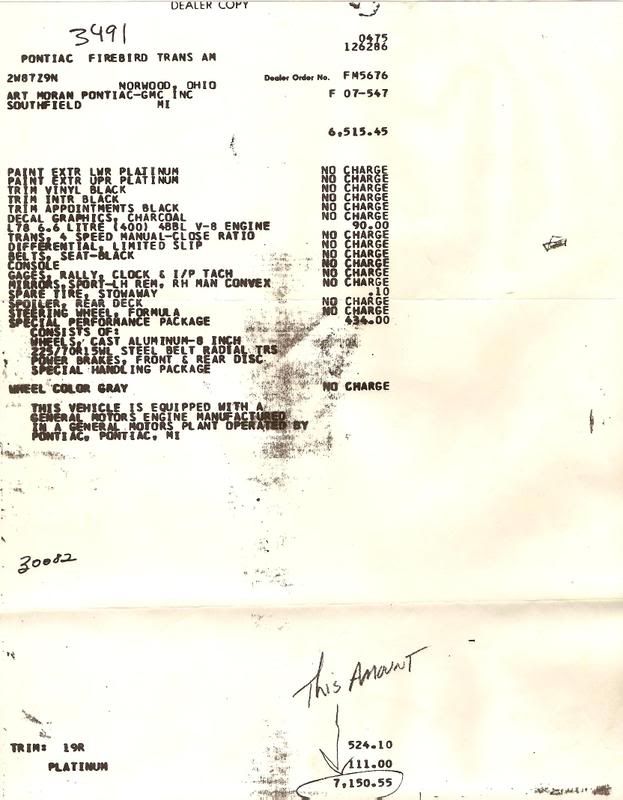 DEALER COPY
3491
0475
126286
PONTIAC FIREBIRD TRANS AM
2W87Z9N Dealer Order No. FM5676
NORWOOD, OHIO
ART MORAN PONTIAC-GMC INC F 07-547
SOUTHFIELD MI
6,515.45
PAINT EXTR LWR PLATINUM NO CHARGE
PAINT EXTR UPR PLATINUM NO CHARGE
TRIM VINYL BLACK NO CHARGE
TRIM INTR BLACK NO CHARGE
TRIM APPOINTMENTS BLACK NO CHARGE
DECAL GRAPHICS, CHARCOAL NO CHARGE
L78 6.6 LITRE (400) 4BBL V-8 ENGINE 90.00
TRANS, 4 SPEED MANUAL-CLOSE RATIO NO CHARGE
DIFFERENTIAL, LIMITED SLIP NO CHARGE
BELTS, SEAT-BLACK NO CHARGE
CONSOLE NO CHARGE
GAGES, RALLY, CLOCK & I/P TACH NO CHARGE
MIRRORS,SPORT-LH REM, RH MAN CONVEX NO CHARGE
SPARE TIRE, STOWAWAY .10
SPOILER, REAR DECK NO CHARGE
STEERING WHEEL, FORMULA NO CHARGE
SPECIAL PERFORMANCE PACKAGE 434.00
CONSISTS OF:
WHEELS, CAST ALUMINUM-8 INCH
225/70R15WL STEEL BELT RADIAL TRS
POWER BRAKES, FRONT & REAR DISC
SPECIAL HANDLING PACKAGE
WHEEL COLOR GRAY NO CHARGE
THIS VEHICLE IS EQUIPPED WITH A
GENERAL MOTORS ENGINE MANUFACTURED
IN A GENERAL MOTORS PLANT OPERATED BY
PONTIAC, PONTIAC, MI
30082
This Amount
524.10
TRIM: 19R
111.00
PLATINUM
7,150.55